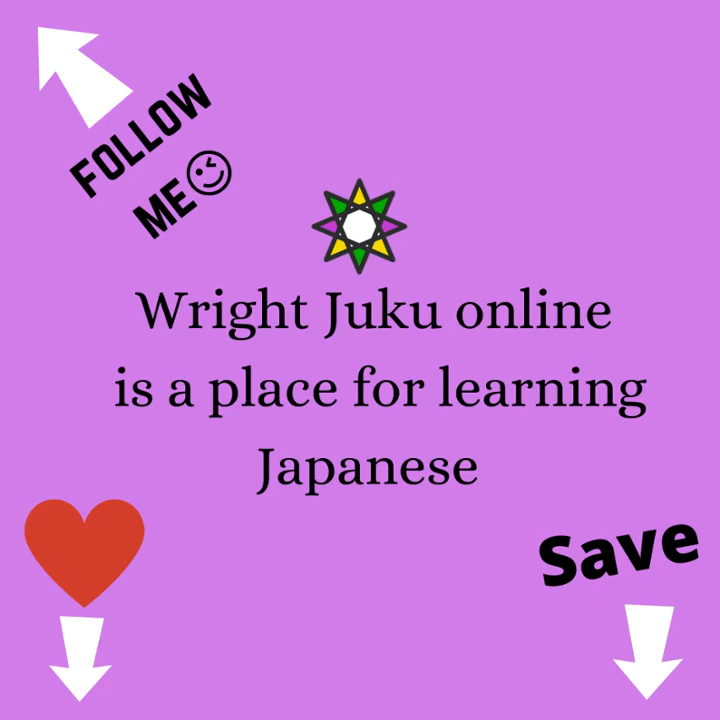 FOLLOW
ME
Wright Juku online
is a place for learning
Japanese
Save